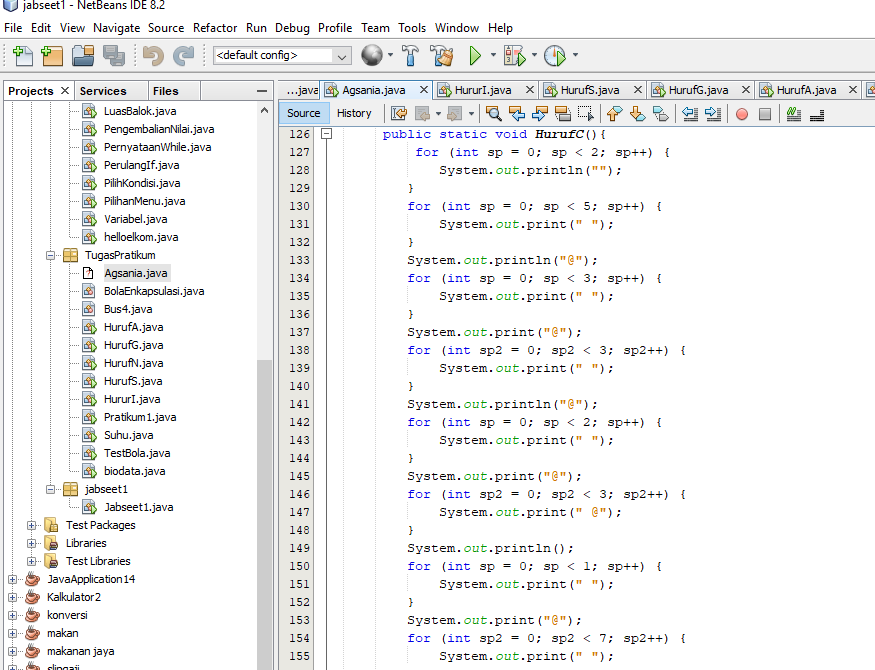 jabseet1 - NetBeans IDE 8.2
File Edit View Navigate Source Refactor Run Debug Profile Team Tools Window Help
<default config>
Projects Services Files
...java Agsania.java HururI.java HurufS.java HurufG.java HurufA.java
Source History
LuasBalok.java
PengembalianNilai.java
PernyataanWhile.java
PerulangIf.java
PilihKondisi.java
PilihanMenu.java
Variabel.java
helloelkom.java
TugasPratikum
Agsania.java
BolaEnkapsulasi.java
Bus4.java
HurufA.java
HurufG.java
HurufN.java
HurufS.java
HururI.java
Pratikum1.java
Suhu.java
TestBola.java
biodata.java
jabseet1
Jabseet1.java
Test Packages
Libraries
Test Libraries
JavaApplication14
Kalkulator2
konversi
makan
makanan jaya
126 public static void HurufC(){
127 for (int sp = 0; sp < 2; sp++) {
128 System.out.println("");
129 }
130 for (int sp = 0; sp < 5; sp++) {
131 System.out.print(" ");
132 }
133 System.out.println("@");
134 for (int sp = 0; sp < 3; sp++) {
135 System.out.print(" ");
136 }
137 System.out.print("@");
138 for (int sp2 = 0; sp2 < 3; sp2++) {
139 System.out.print(" ");
140 }
141 System.out.println("@");
142 for (int sp = 0; sp < 2; sp++) {
143 System.out.print(" ");
144 }
145 System.out.print("@");
146 for (int sp2 = 0; sp2 < 3; sp2++) {
147 System.out.print(" @");
148 }
149 System.out.println();
150 for (int sp = 0; sp < 1; sp++) {
151 System.out.print(" ");
152 }
153 System.out.print("@");
154 for (int sp2 = 0; sp2 < 7; sp2++) {
155 System.out.print(" ");